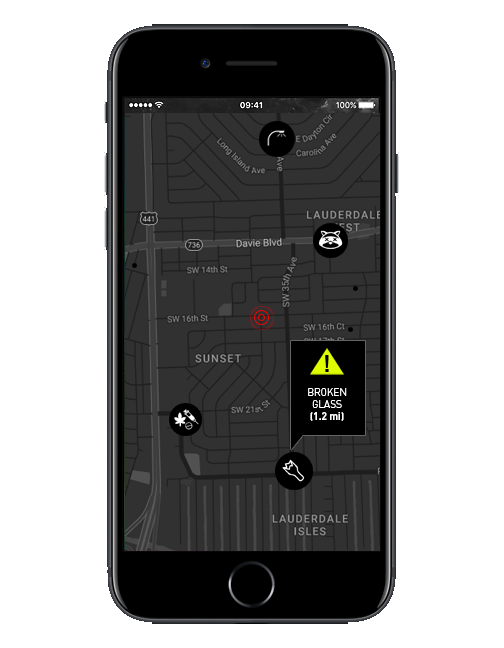 09:41
100%
E Dayton Cir
Carolina Ave
Long Island Ave
Ave
LAUDERDALE
EST
441
736
Davie Blvd
SW 14th St
SW 35th Ave
SW 16th St
SW 16th Ct
SUNSET
BROKEN
GLASS
(1.2 mi)
SW 21st St
LAUDERDALE
ISLES